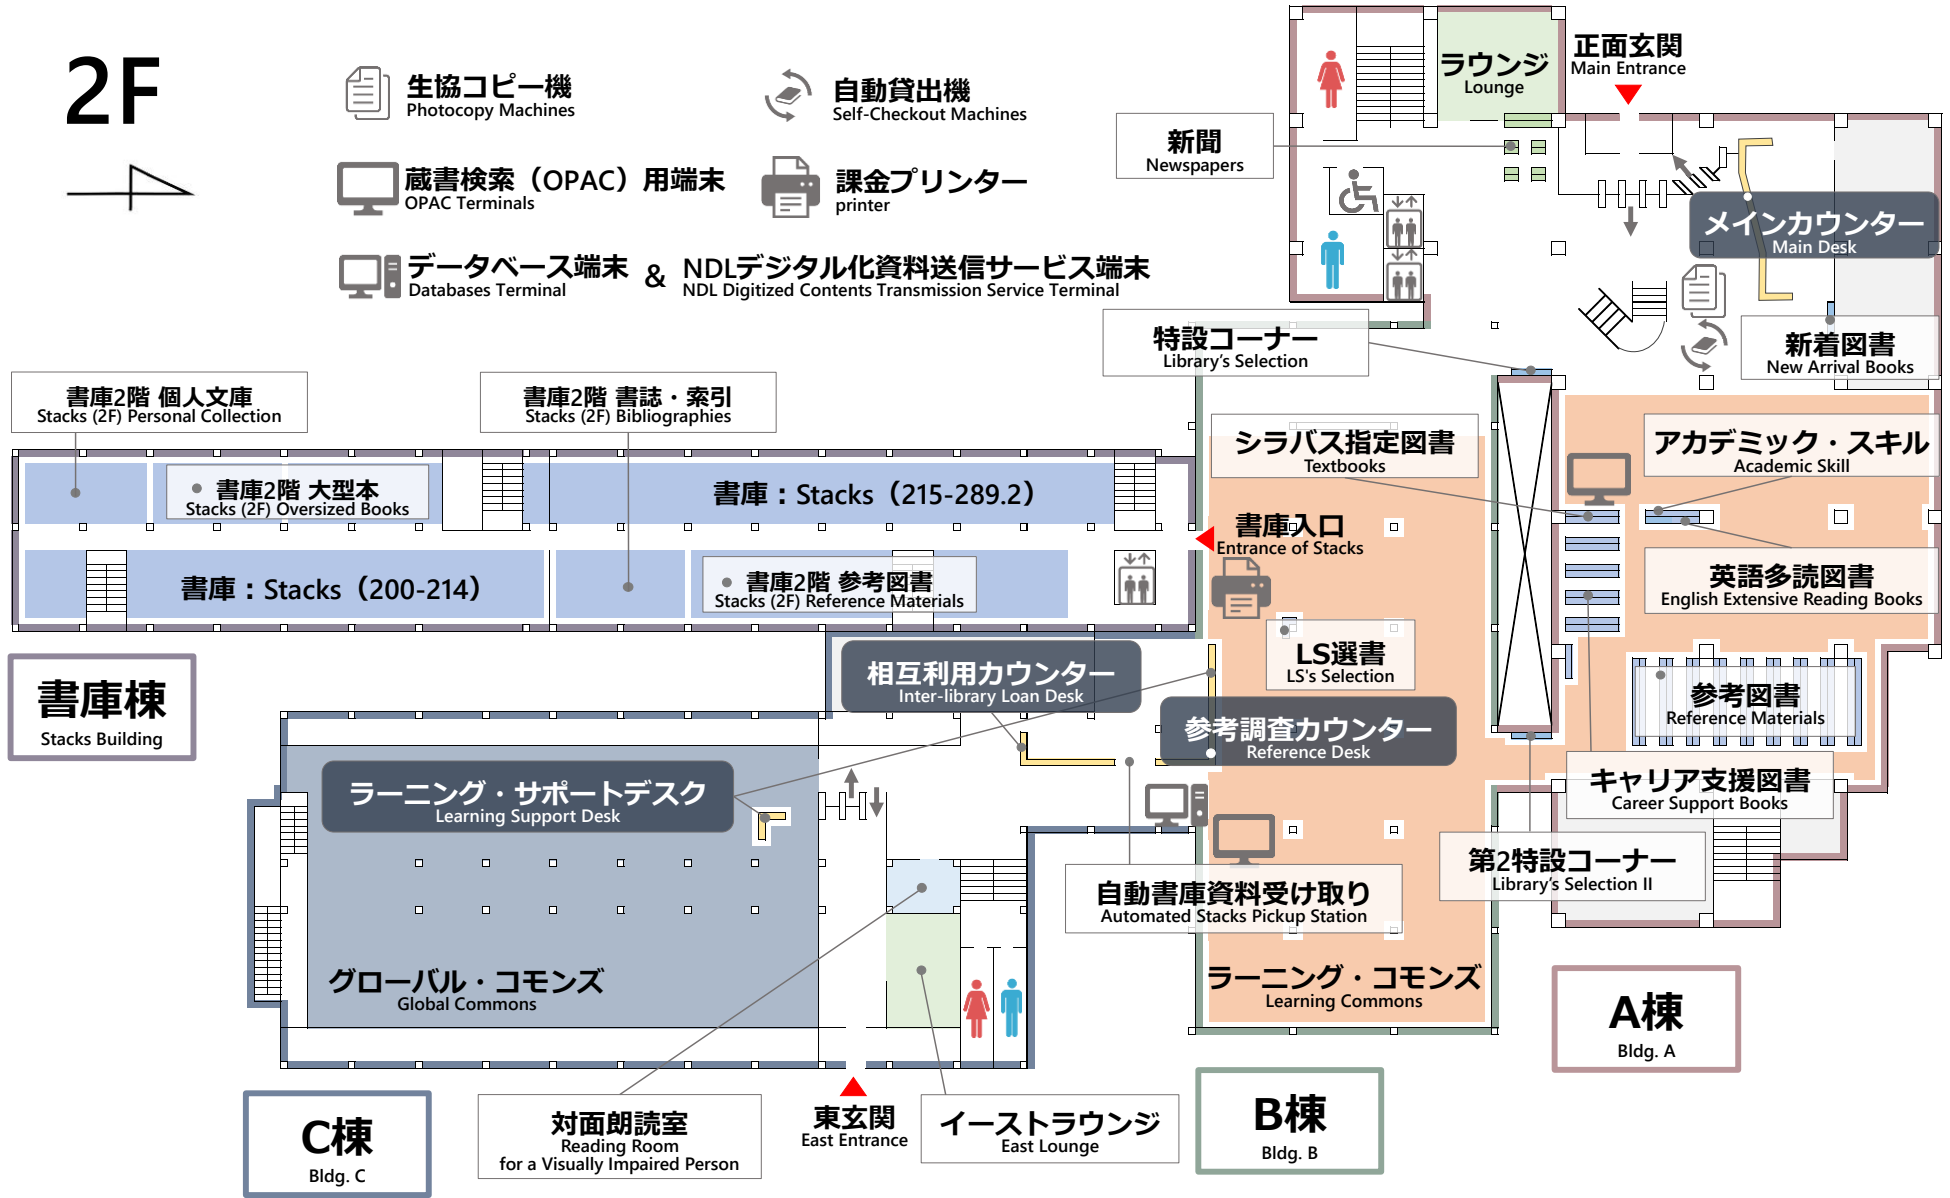 2F
生協コピー機
Photocopy Machines
自動貸出機
Self-Checkout Machines
蔵書検索（OPAC）用端末
OPAC Terminals
課金プリンター
printer
データベース端末
Databases Terminal
&
NDLデジタル化資料送信サービス端末
NDL Digitized Contents Transmission Service Terminal
ラウンジ
Lounge
正面玄関
Main Entrance
新聞
Newspapers
メインカウンター
Main Desk
特設コーナー
Library's Selection
新着図書
New Arrival Books
書庫2階 個人文庫
Stacks (2F) Personal Collection
書庫2階 書誌・索引
Stacks (2F) Bibliographies
シラバス指定図書
Textbooks
アカデミック・スキル
Academic Skill
書庫2階 大型本
Stacks (2F) Oversized Books
書庫：Stacks（215-289.2）
書庫入口
Entrance of Stacks
書庫：Stacks（200-214）
書庫2階 参考図書
Stacks (2F) Reference Materials
英語多読図書
English Extensive Reading Books
LS選書
LS's Selection
書庫棟
Stacks Building
相互利用カウンター
Inter-library Loan Desk
参考調査カウンター
Reference Desk
参考図書
Reference Materials
ラーニング・サポートデスク
Learning Support Desk
キャリア支援図書
Career Support Books
第2特設コーナー
Library's Selection II
自動書庫資料受け取り
Automated Stacks Pickup Station
グローバル・コモンズ
Global Commons
ラーニング・コモンズ
Learning Commons
A棟
Bldg. A
B棟
Bldg. B
C棟
Bldg. C
対面朗読室
Reading Room
for a Visually Impaired Person
東玄関
East Entrance
イーストラウンジ
East Lounge